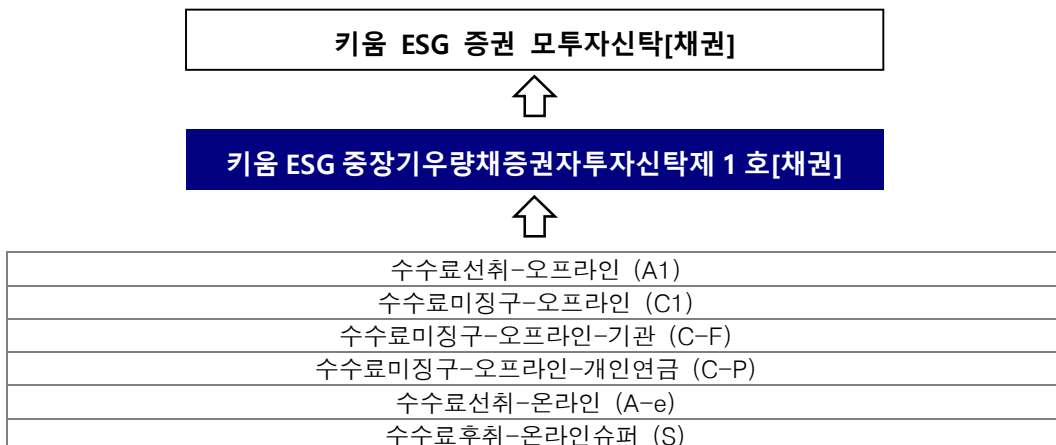 키움 ESG 증권 모투자신탁[채권]
키움 ESG 중장기우량채증권자투자신탁제 1 호[채권]
수수료선취-오프라인 (A1)
수수료미징구-오프라인 (C1)
수수료미징구-오프라인-기관 (C-F)
수수료미징구-오프라인-개인연금 (C-P)
수수료선취-온라인 (A-e)
수수료후취-온라인슈퍼 (S)